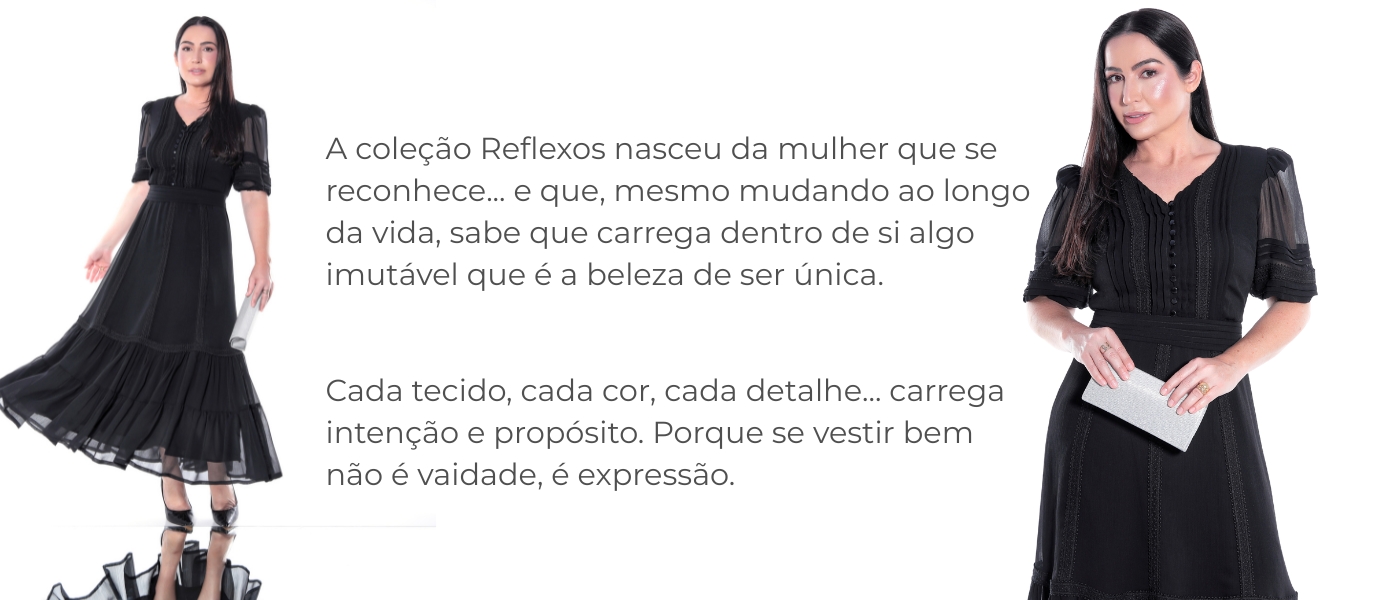 A coleção Reflexos nasceu da mulher que se
reconhece... e que, mesmo mudando ao longo
da vida, sabe que carrega dentro de si algo
imutável que é a beleza de ser única.
Cada tecido, cada cor, cada detalhe... carrega
intenção e propósito. Porque se vestir bem
não é vaidade, é expressão.